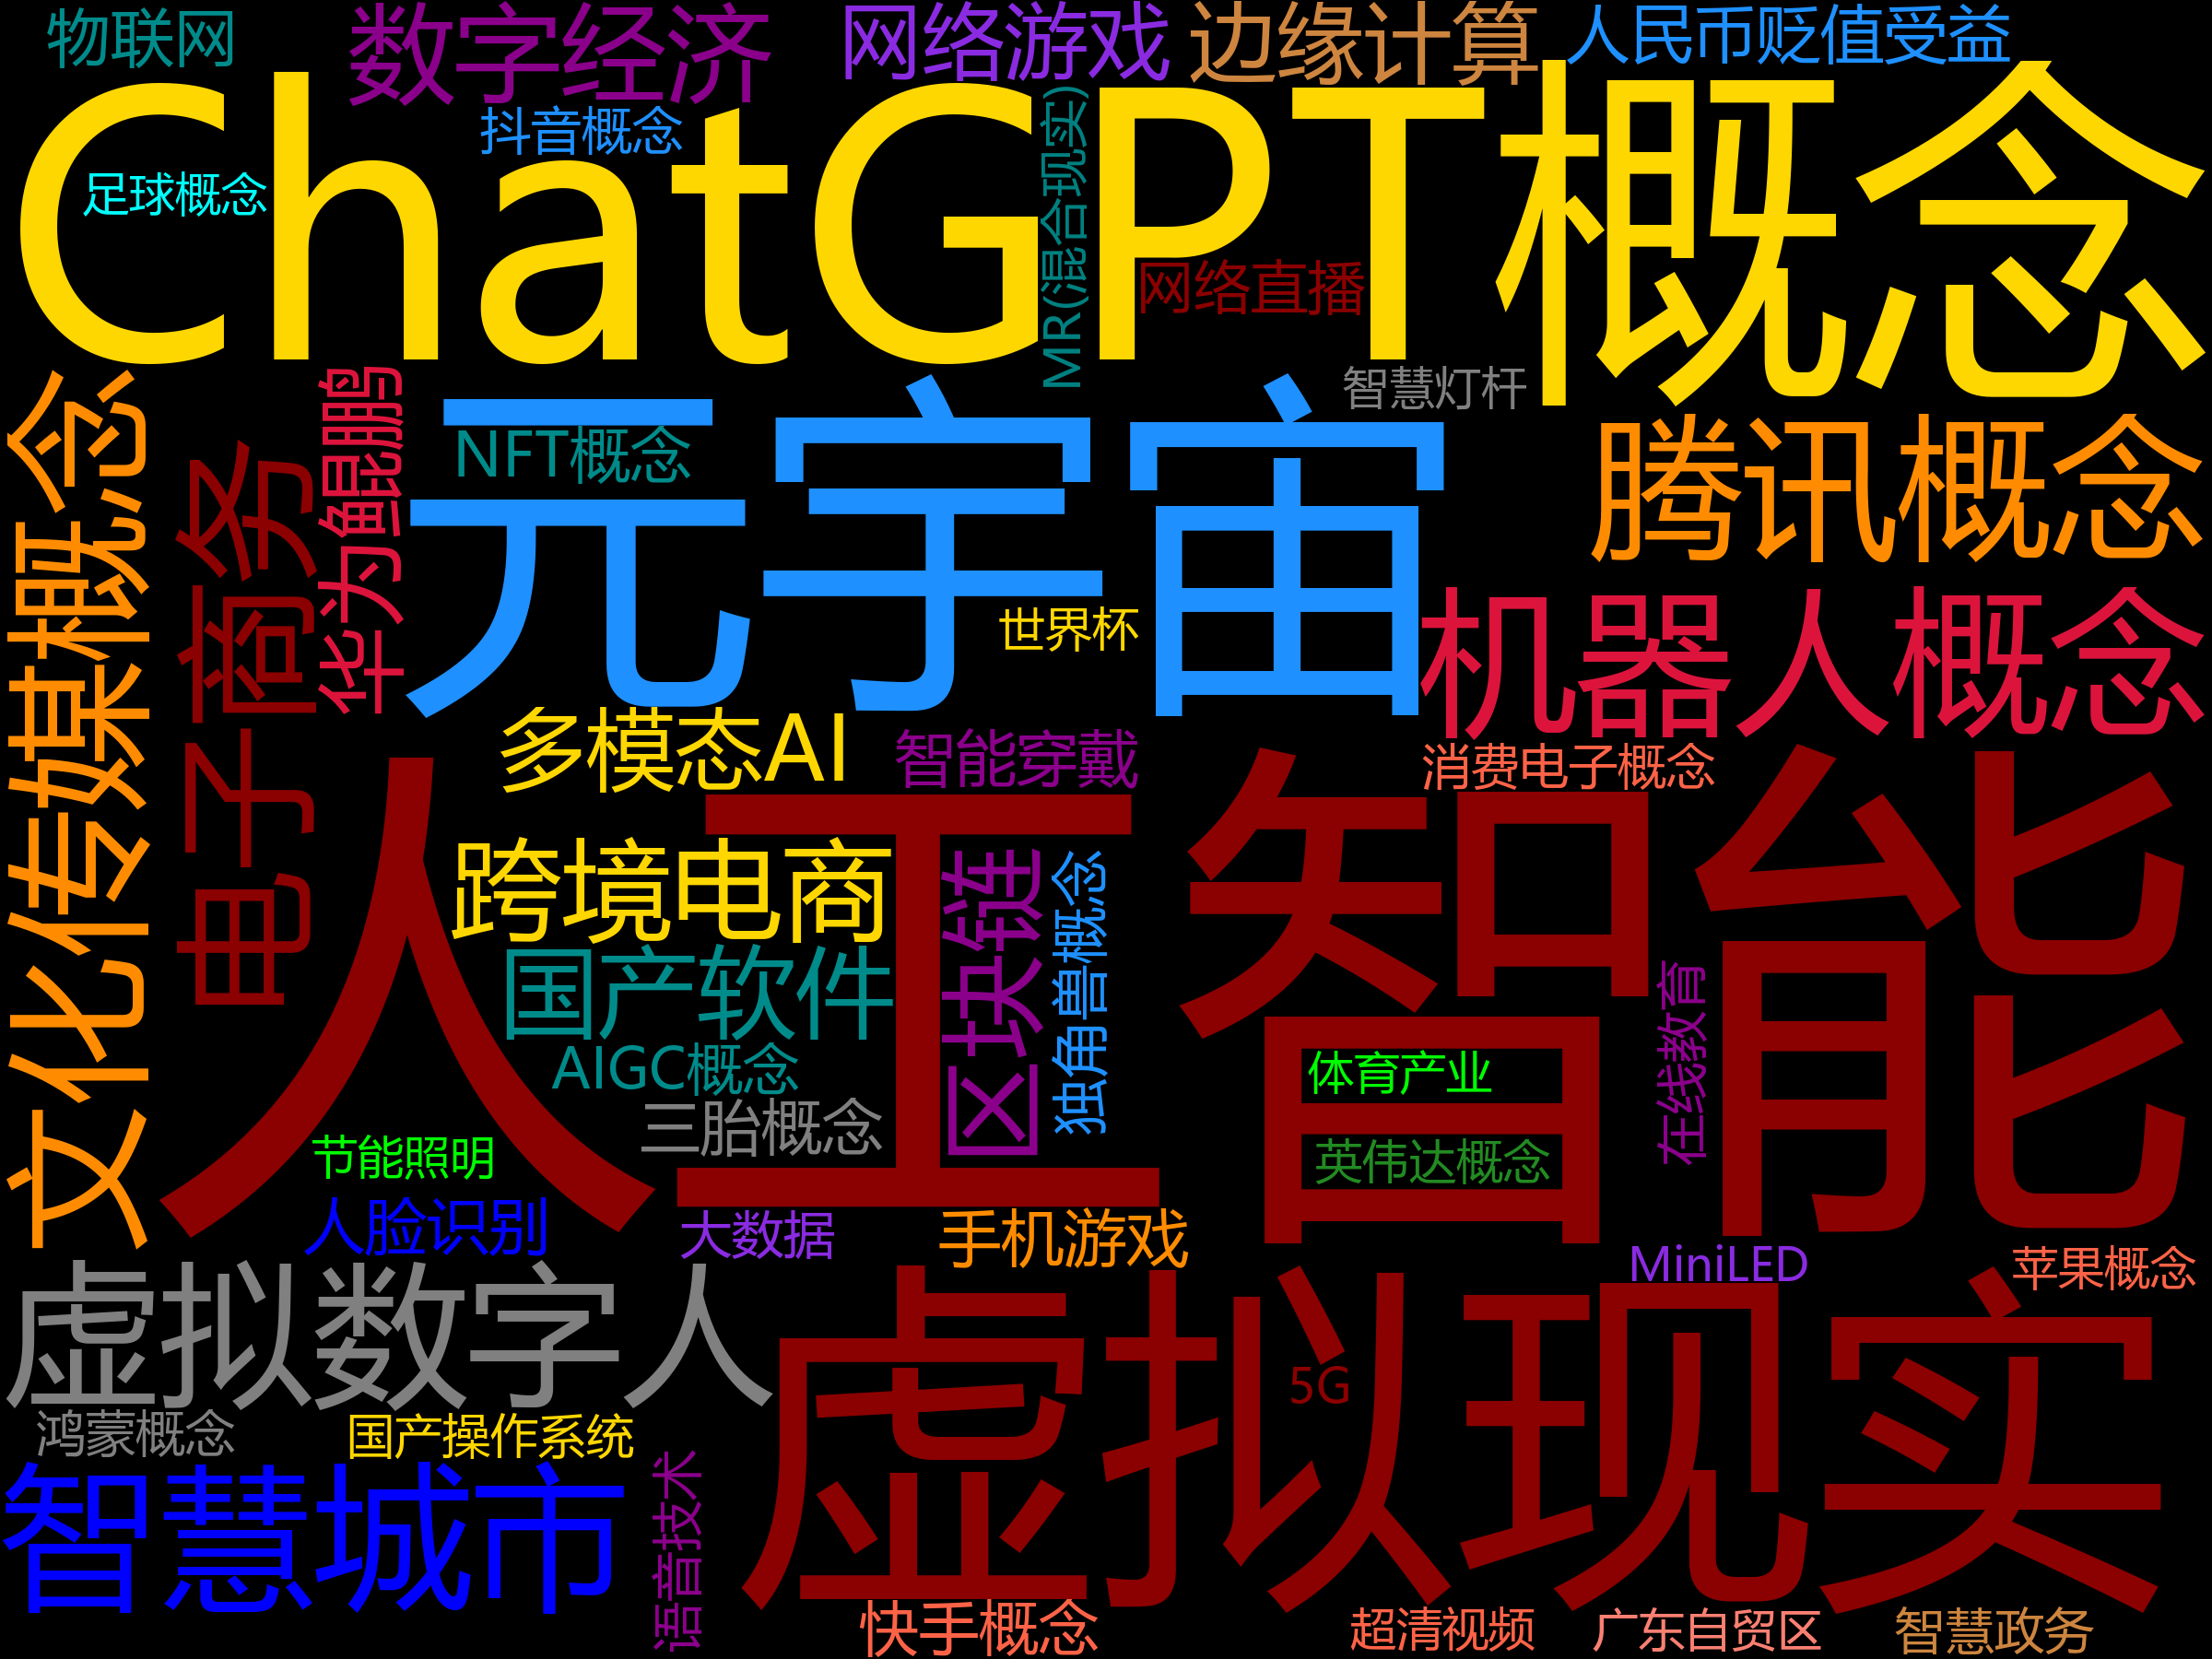 物联网
数字经济
网络游戏
边缘计算
人民币贬值受益
ChatGPT概念
抖音概念
足球概念
MR(混合现实)
网络直播
智慧灯杆
文化传媒概念
电子商务
华为鲲鹏
元宇宙
NFT概念
腾讯概念
世界杯
机器人概念
多模态AI
智能穿戴
消费电子概念
人工智能
跨境电商
国产软件
区块链
独角兽概念
AIGC概念
三胎概念
体育产业
在线教育
英伟达概念
节能照明
人脸识别
大数据
手机游戏
MiniLED
苹果概念
虚拟数字人
虚拟现实
5G
鸿蒙概念
国产操作系统
智慧城市
语音技术
快手概念
超清视频
广东自贸区
智慧政务